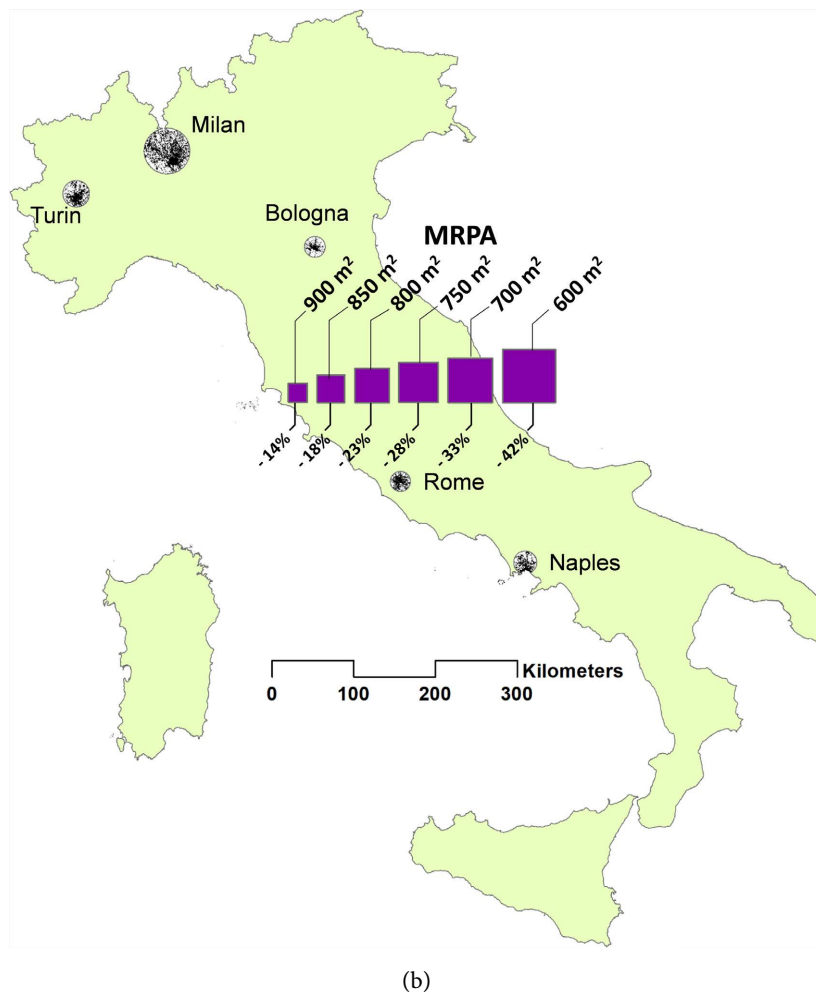 Milan
Turin
Bologna
MRPA
900 m²
850 m²
800 m²
750 m²
700 m²
600 m²
- 14%
- 18%
- 23%
- 28%
- 33%
- 42%
Rome
Naples
Kilometers
0 100 200 300
(b)